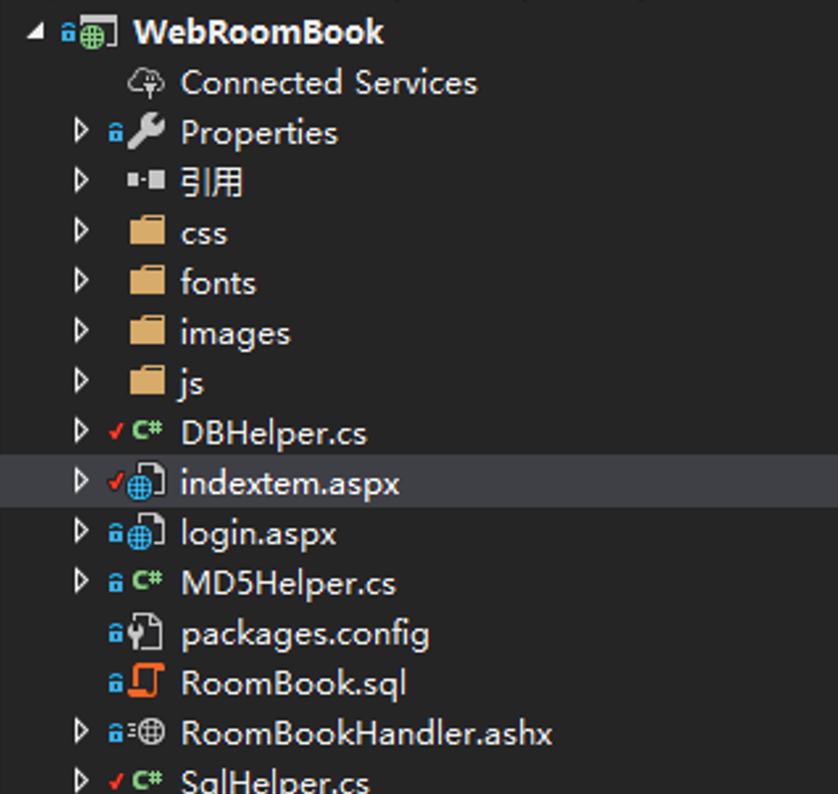 WebRoomBook
Connected Services
Properties
引用
css
fonts
images
js
C# DBHelper.cs
indextem.aspx
login.aspx
C# MD5Helper.cs
packages.config
RoomBook.sql
RoomBookHandler.ashx
C# SqlHelper.cs